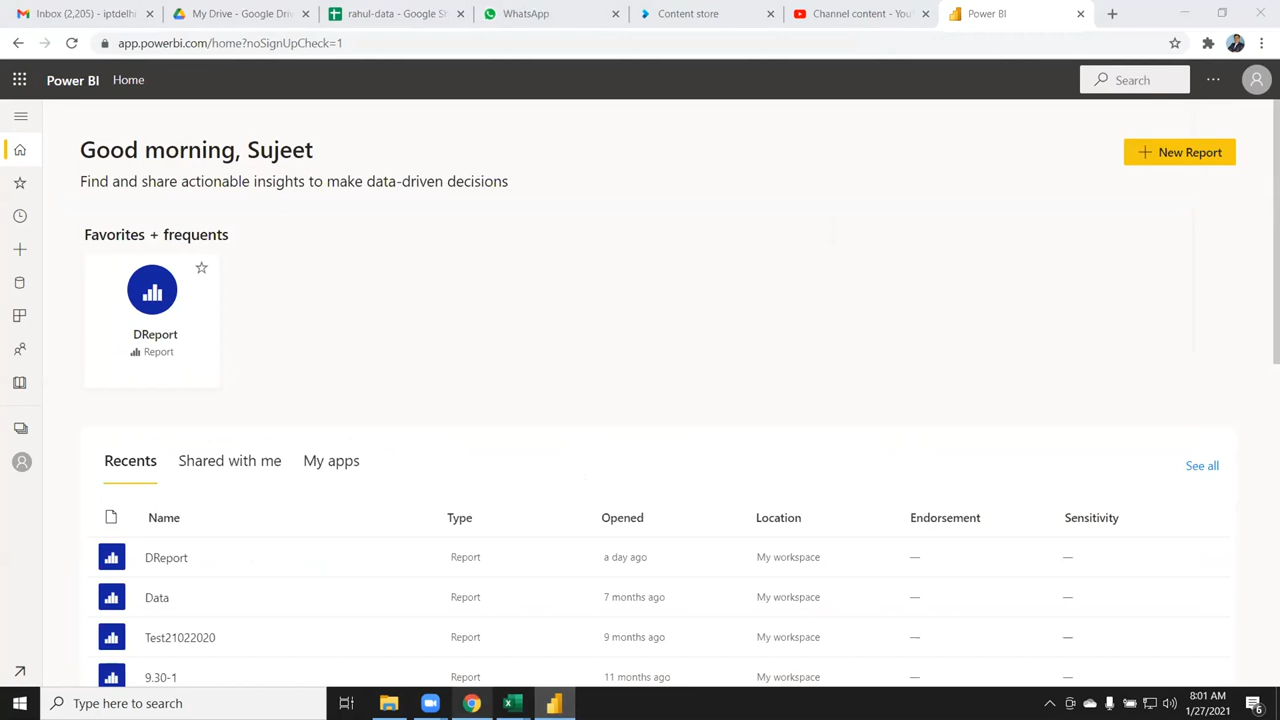 Inbox (2,205) - iptdelhi
My Drive - Google Driv
rahul-data - Google Sh
WhatsApp
Content store
Channel content - You
Power BI
app.powerbi.com/home?noSignUpCheck=1
Power BI Home
Search
Good morning, Sujeet
New Report
Find and share actionable insights to make data-driven decisions
Favorites + frequents
DReport
Report
Recents Shared with me My apps
See all
Name Type Opened Location Endorsement Sensitivity
DReport Report a day ago My workspace — —
Data Report 7 months ago My workspace — —
Test21022020 Report 9 months ago My workspace — —
9.30-1 Report 11 months ago My workspace — —
Type here to search
8:01 AM
1/27/2021
6